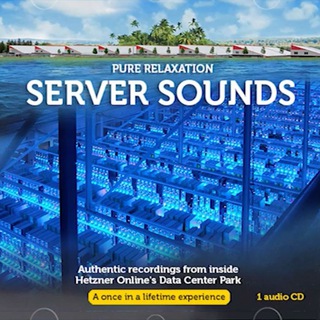 PURE RELAXATION
SERVER SOUNDS
Authentic recordings from inside
Hetzner Online's Data Center Park
A once in a lifetime experience
1 audio CD